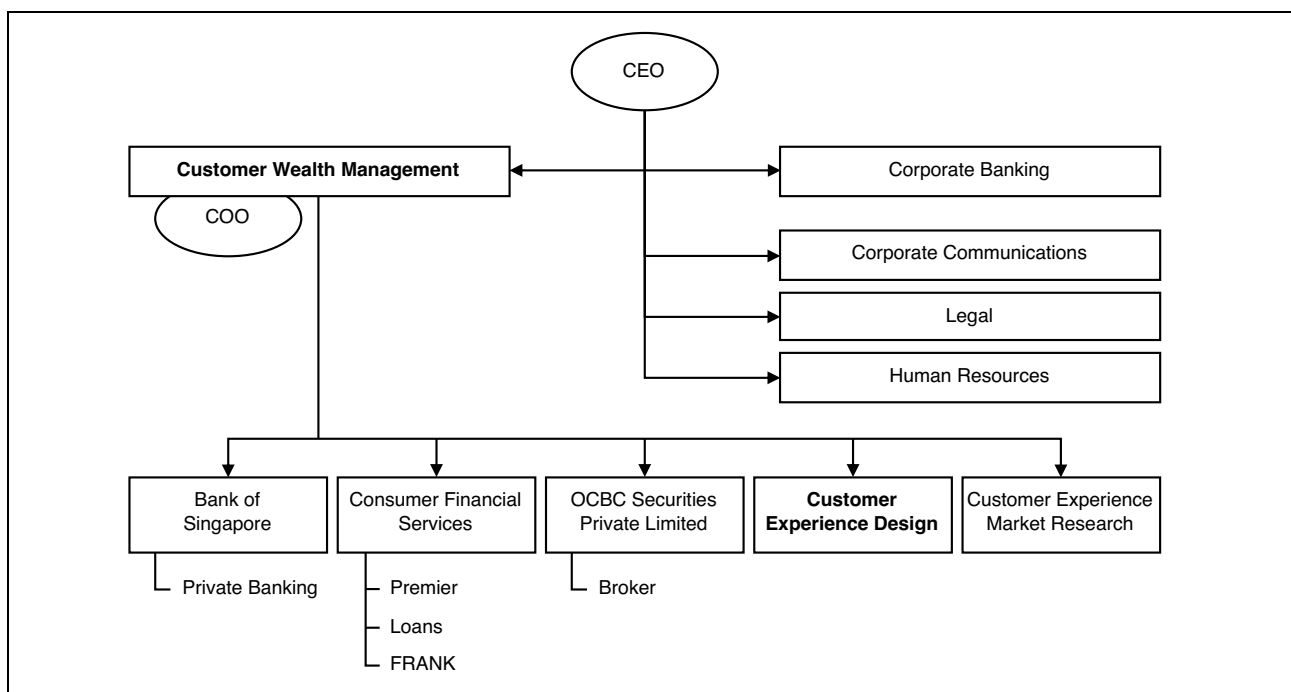 CEO
Customer Wealth Management
Corporate Banking
COO
Corporate Communications
Legal
Human Resources
Bank of
Singapore
Consumer Financial
Services
OCBC Securities
Private Limited
Customer
Experience Design
Customer Experience
Market Research
Private Banking
Premier
Loans
FRANK
Broker